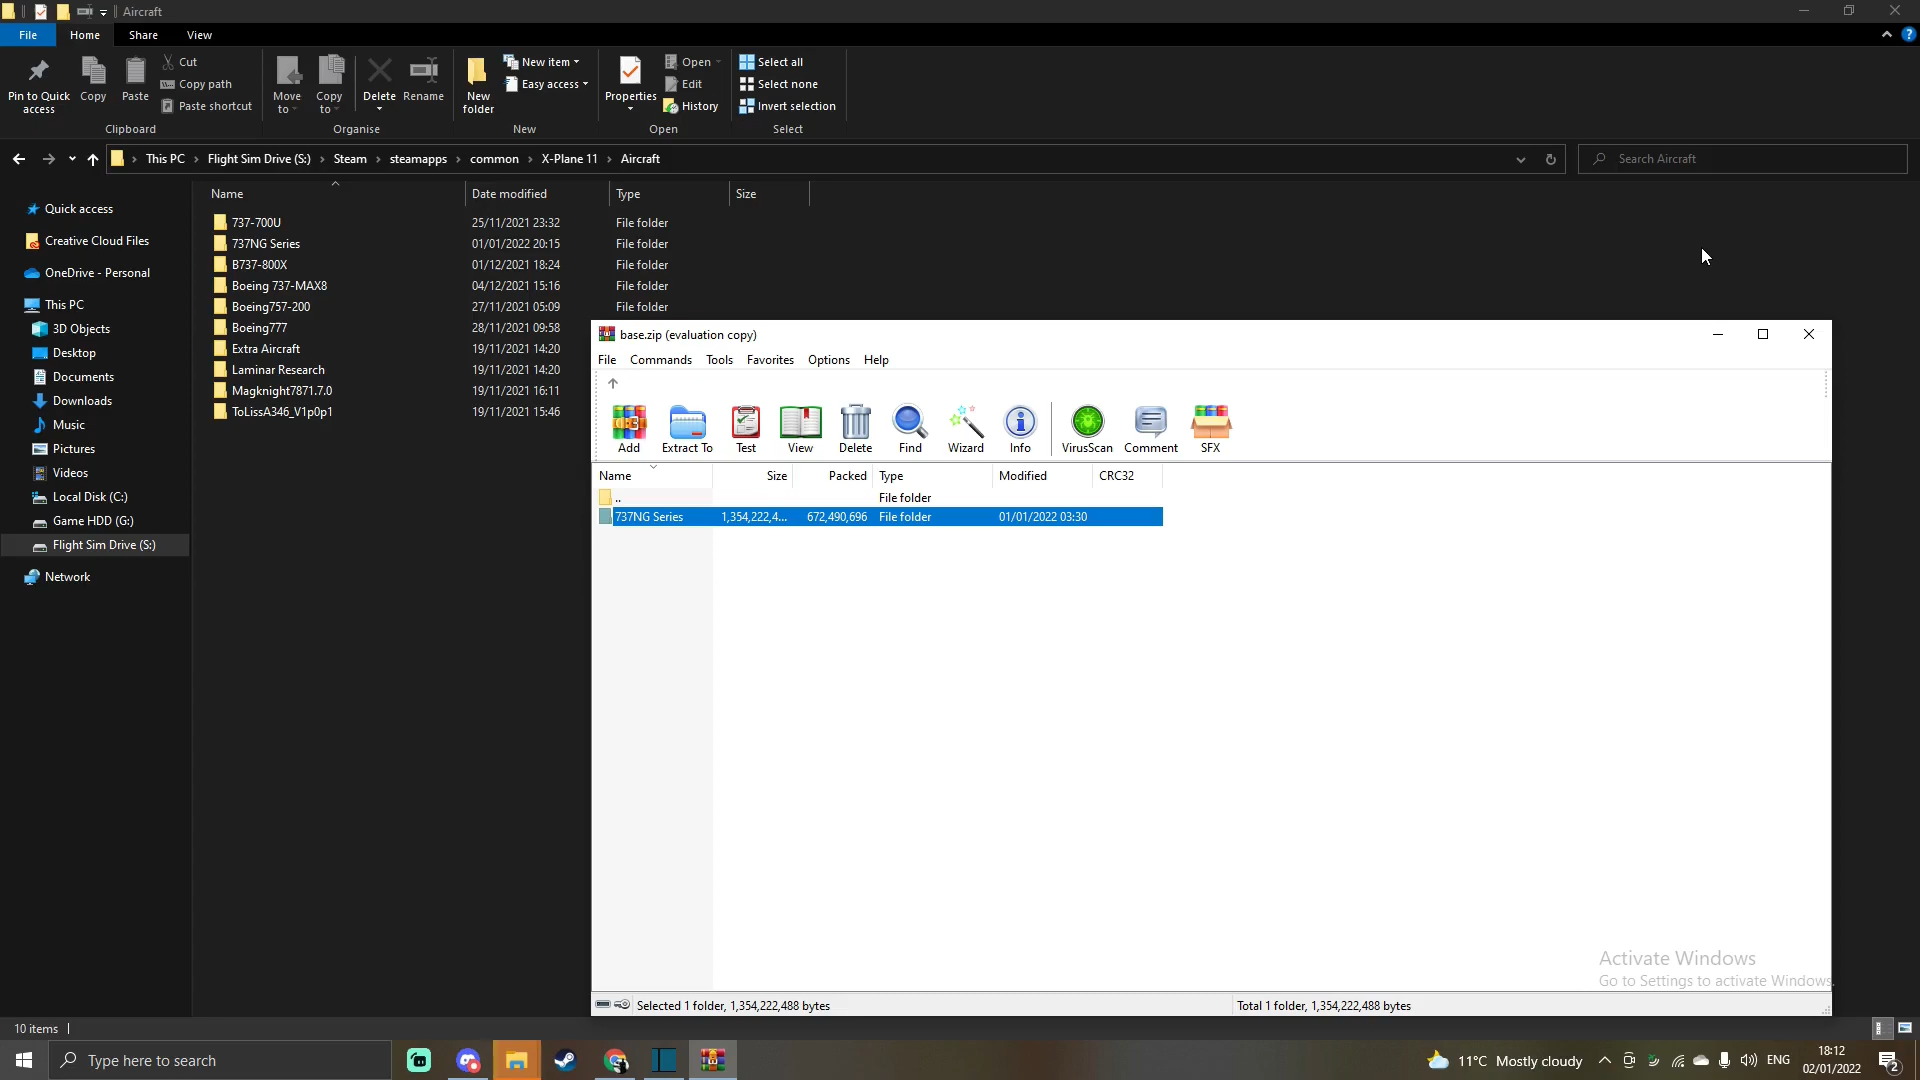 Aircraft
File Home Share View
Pin to Quick access
Copy
Paste
Cut
Copy path
Paste shortcut
Clipboard
Move to
Copy to
Delete
Rename
Organise
New folder
New item
Easy access
New
Properties
Open
Edit
History
Open
Select all
Select none
Invert selection
Select
This PC > Flight Sim Drive (S:) > Steam > steamapps > common > X-Plane 11 > Aircraft
Search Aircraft
Quick access
Creative Cloud Files
OneDrive - Personal
This PC
3D Objects
Desktop
Documents
Downloads
Music
Pictures
Videos
Local Disk (C:)
Game HDD (G:)
Flight Sim Drive (S:)
Network
Name Date modified Type Size
737-700U 25/11/2021 23:32 File folder
737NG Series 01/01/2022 20:15 File folder
B737-800X 01/12/2021 18:24 File folder
Boeing 737-MAX8 04/12/2021 15:16 File folder
Boeing757-200 27/11/2021 05:09 File folder
Boeing777 28/11/2021 09:58
Extra Aircraft 19/11/2021 14:20
Laminar Research 19/11/2021 14:20
Magknight7871.7.0 19/11/2021 16:11
ToLissA346_V1p0p1 19/11/2021 15:46
base.zip (evaluation copy)
File Commands Tools Favorites Options Help
Add Extract To Test View Delete Find Wizard Info VirusScan Comment SFX
Name Size Packed Type Modified CRC32
.. File folder
737NG Series 1,354,222,4... 672,490,696 File folder 01/01/2022 03:30
Activate Windows
Go to Settings to activate Windows.
Selected 1 folder, 1,354,222,488 bytes Total 1 folder, 1,354,222,488 bytes
10 items
Type here to search
11°C Mostly cloudy
ENG
18:12
02/01/2022
2